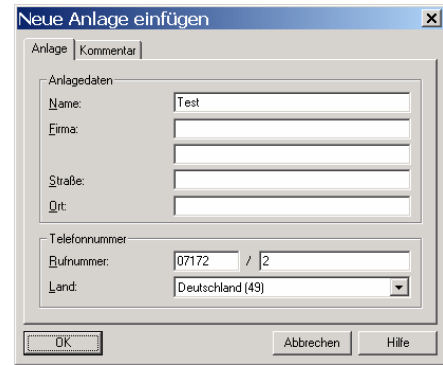 Neue Anlage einfügen
Anlage Kommentar
Anlagedaten
Name: Test
Firma:
Straße:
Ort:
Telefonnummer
Rufnummer: 07172 / 2
Land: Deutschland (49)
OK Abbrechen Hilfe